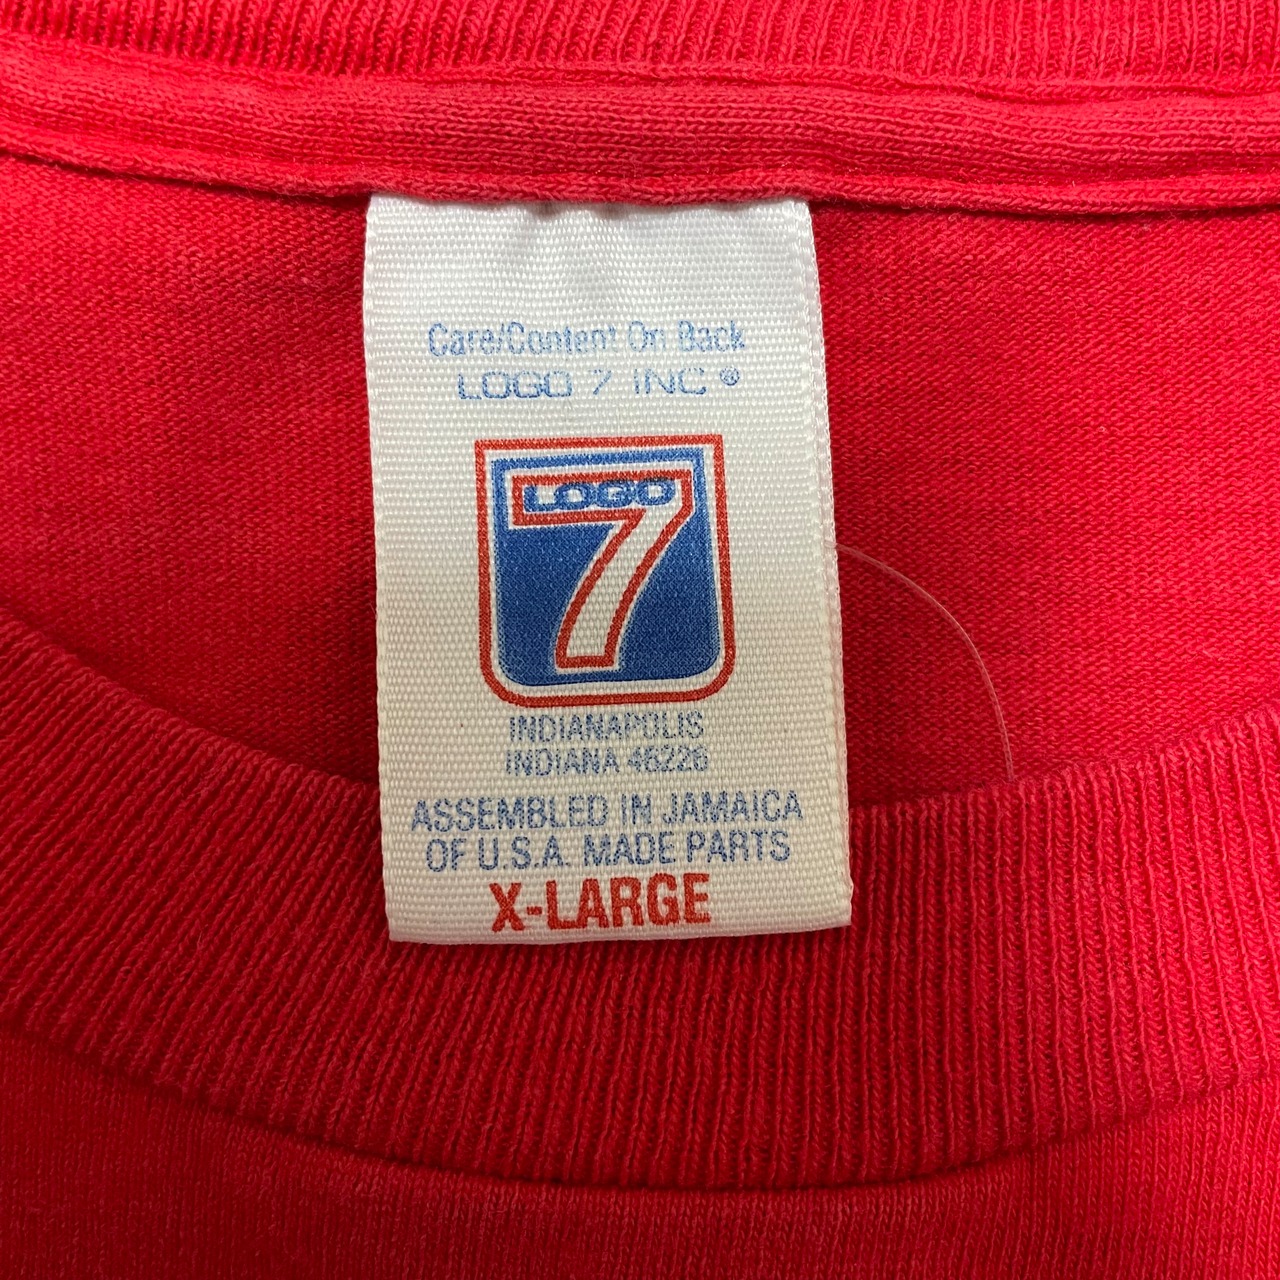 Care/Content On Back
LOGO 7 INC ®
LOGO
7
INDIANAPOLIS
INDIANA 46226
ASSEMBLED IN JAMAICA
OF U.S.A. MADE PARTS
X-LARGE